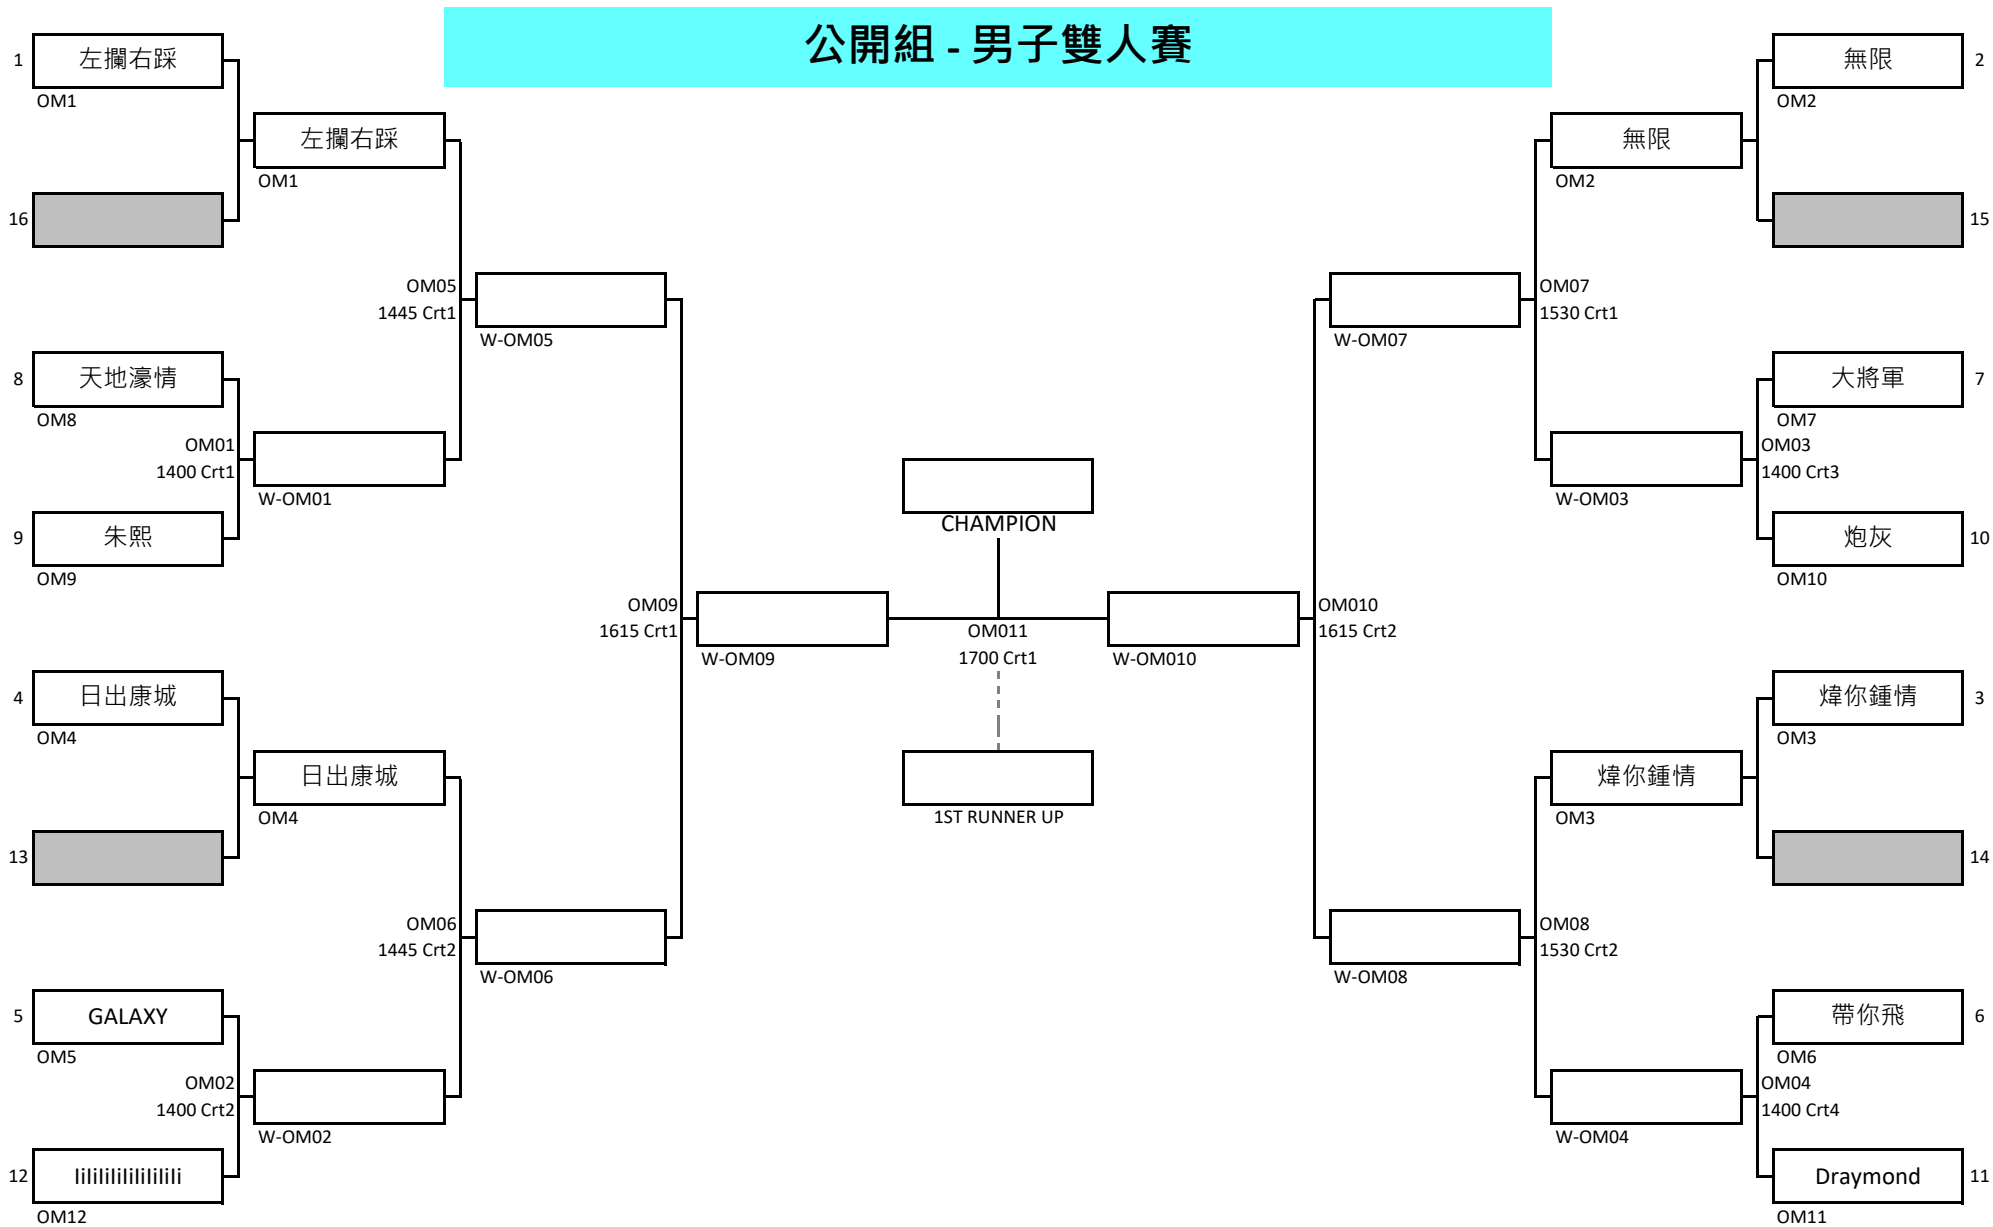 公開組 - 男子雙人賽
1
左攔右踩
OM1
左攔右踩
OM1
16
OM05
1445 Crt1
W-OM05
8
天地濠情
OM8
OM01
1400 Crt1
W-OM01
9
朱熙
OM9
OM09
1615 Crt1
W-OM09
4
日出康城
OM4
日出康城
OM4
13
OM06
1445 Crt2
W-OM06
5
GALAXY
OM5
OM02
1400 Crt2
W-OM02
12
OM12
CHAMPION
OM011
1700 Crt1
1ST RUNNER UP
無限
2
OM2
無限
OM2
15
OM07
1530 Crt1
W-OM07
大將軍
7
OM7
OM03
1400 Crt3
W-OM03
炮灰
10
OM10
OM010
1615 Crt2
W-OM010
煒你鍾情
3
OM3
煒你鍾情
OM3
14
OM08
1530 Crt2
W-OM08
帶你飛
6
OM6
OM04
1400 Crt4
W-OM04
Draymond
11
OM11